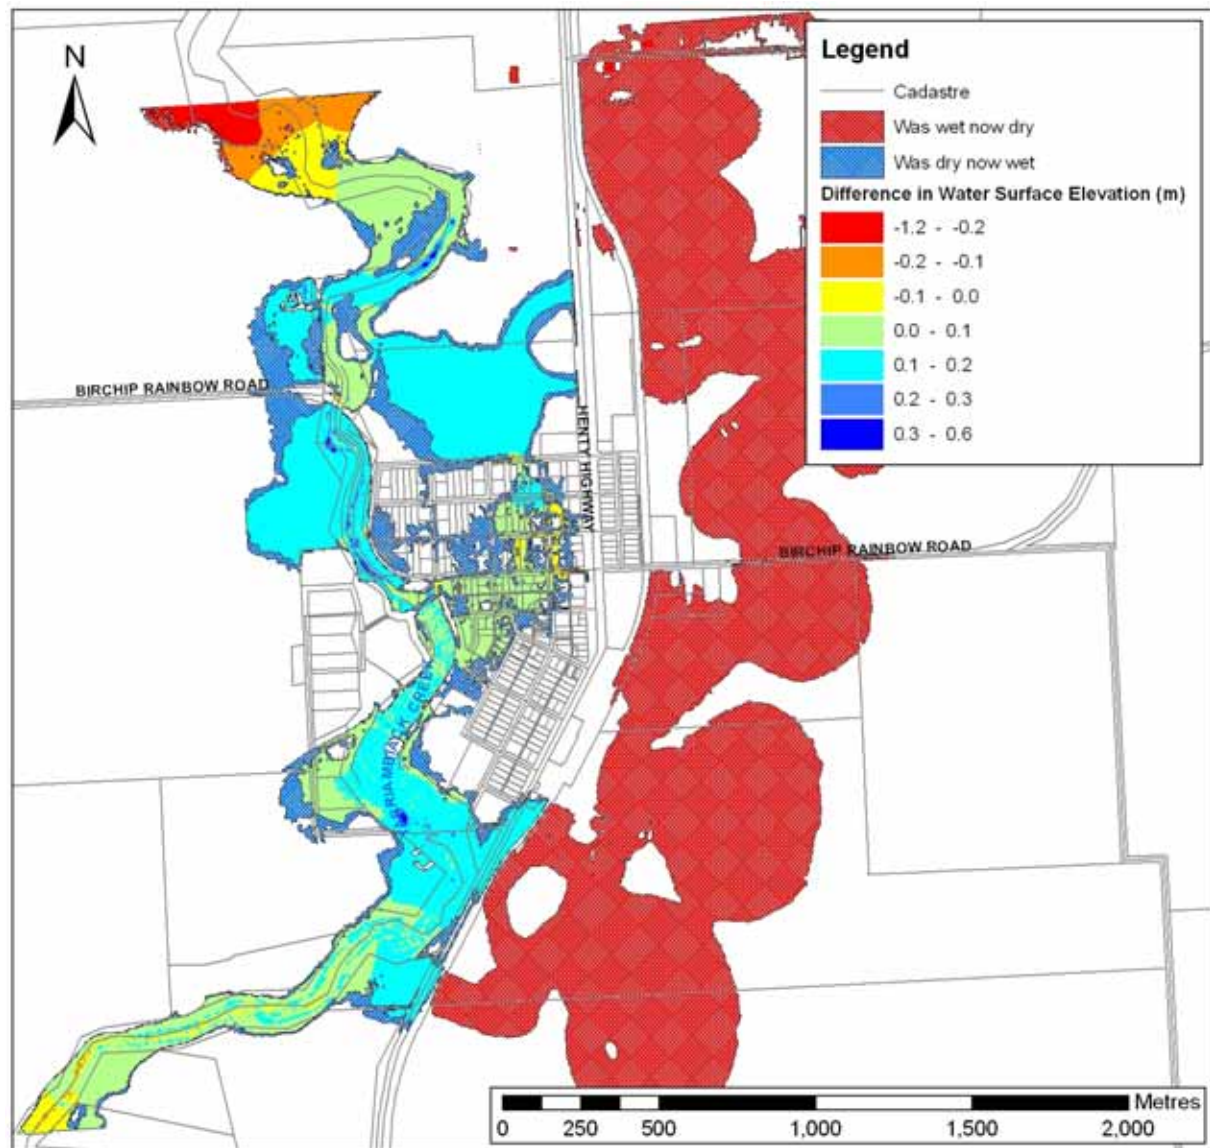 N
Legend
Cadastre
Was wet now dry
Was dry now wet
Difference in Water Surface Elevation (m)
-1.2 - -0.2
-0.2 - -0.1
-0.1 - 0.0
0.0 - 0.1
0.1 - 0.2
0.2 - 0.3
0.3 - 0.6
BIRCHIP RAINBOW ROAD
HENTY HIGHWAY
BIRCHIP RAINBOW ROAD
Metres
0 250 500 1,000 1,500 2,000